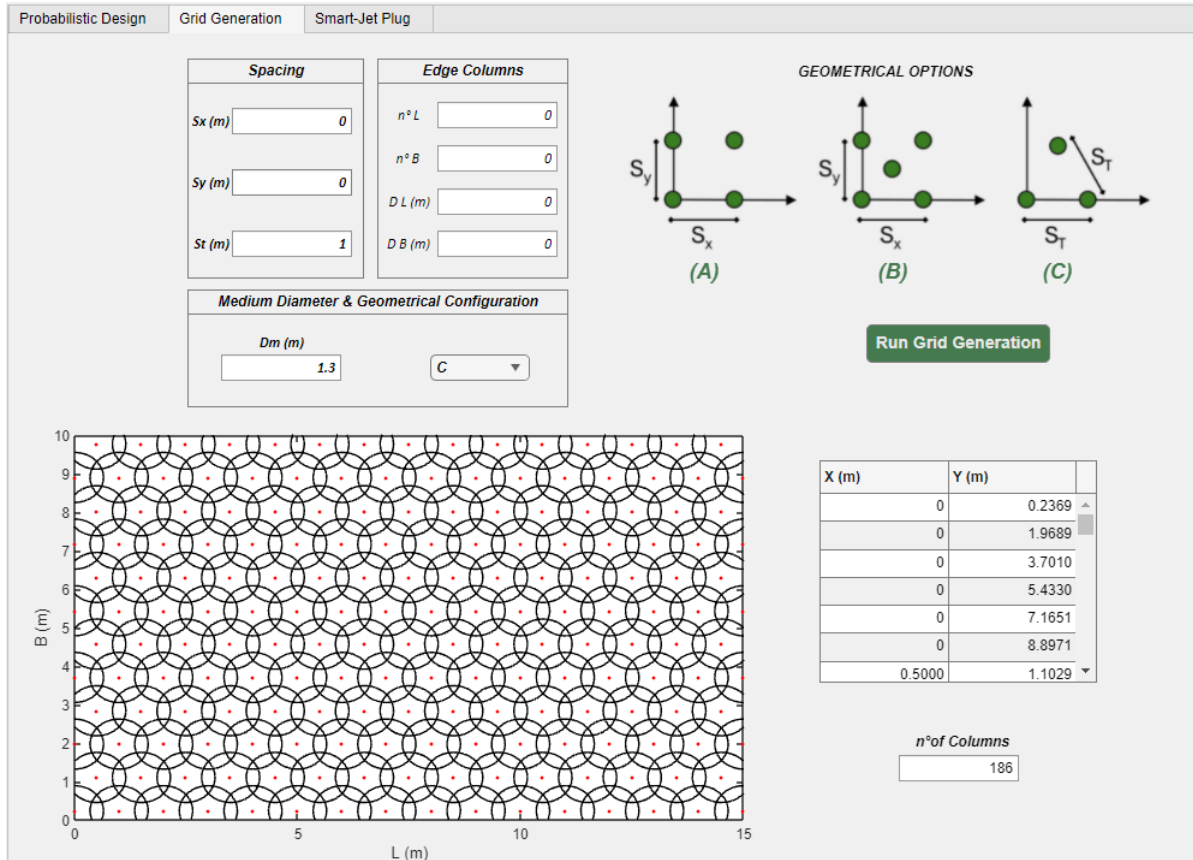 Probabilistic Design
Grid Generation
Smart-Jet Plug
Spacing
Sx (m)
0
Sy (m)
0
St (m)
1
Edge Columns
n° L
0
n° B
0
D L (m)
0
D B (m)
0
GEOMETRICAL OPTIONS
Sy
Sx
(A)
Sy
Sx
(B)
ST
ST
(C)
Medium Diameter & Geometrical Configuration
Dm (m)
1.3
C
Run Grid Generation
10
9
8
7
6
5
4
3
2
1
0
B (m)
0
5
10
15
L (m)
X (m) Y (m)
0 0.2369
0 1.9689
0 3.7010
0 5.4330
0 7.1651
0 8.8971
0.5000 1.1029
n°of Columns
186